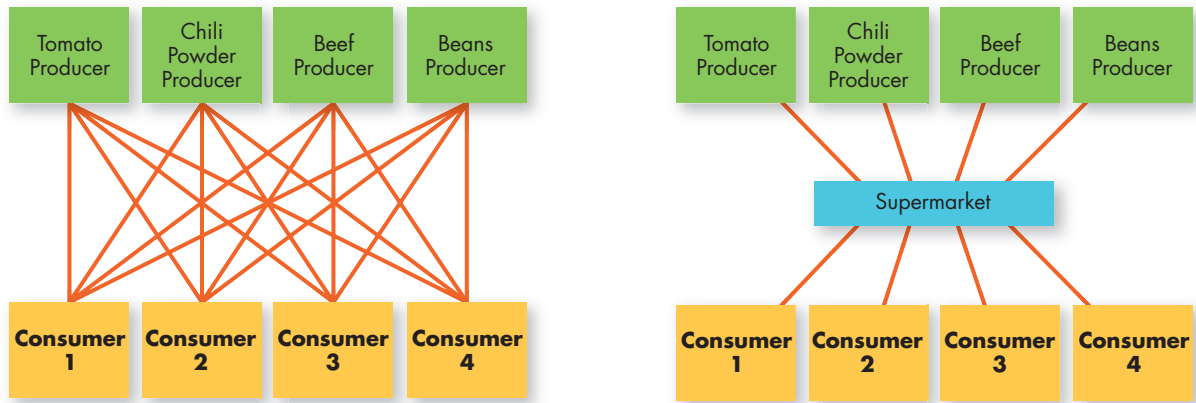 Tomato
Producer
Chili
Powder
Producer
Beef
Producer
Beans
Producer
Consumer
1
Consumer
2
Consumer
3
Consumer
4
Tomato
Producer
Chili
Powder
Producer
Beef
Producer
Beans
Producer
Supermarket
Consumer
1
Consumer
2
Consumer
3
Consumer
4